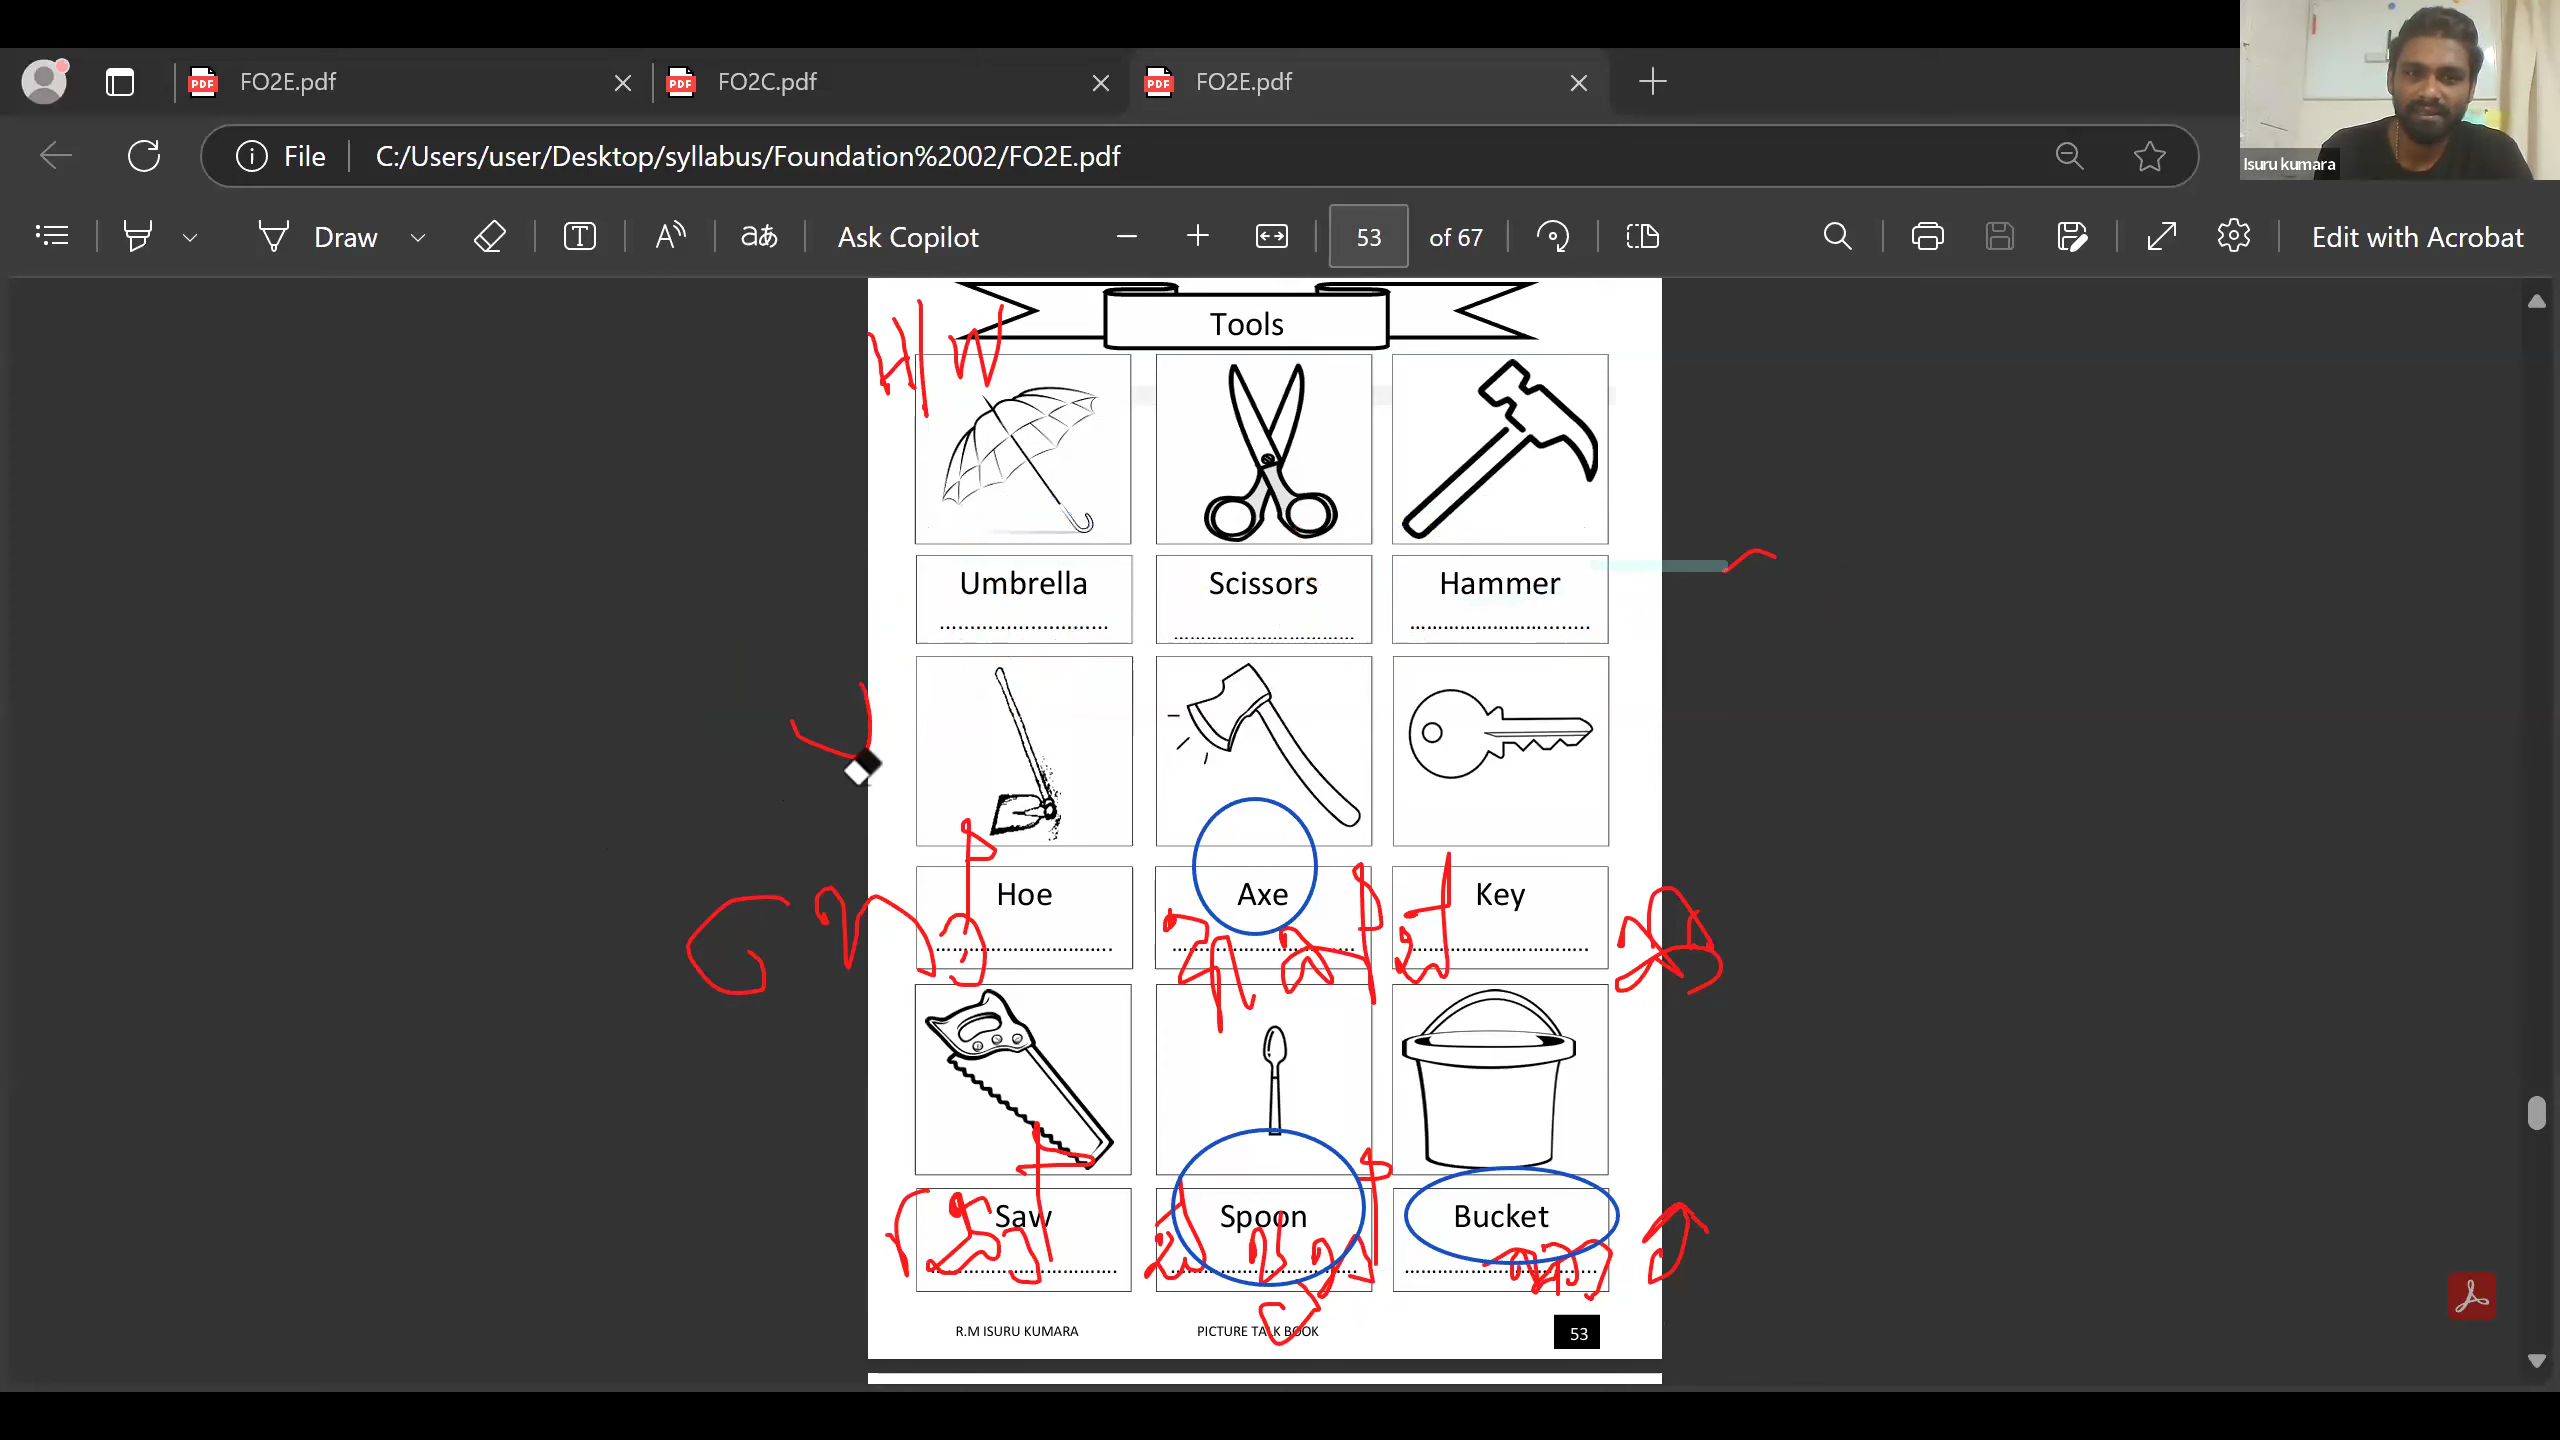 FO2E.pdf FO2C.pdf FO2E.pdf
Isuru kumara
File C:/Users/user/Desktop/syllabus/Foundation%2002/FO2E.pdf
Draw Ask Copilot 53 of 67 Edit with Acrobat
Tools
H/W
Umbrella Scissors Hammer
Hoe Axe Key
Saw Spoon Bucket
R.M ISURU KUMARA PICTURE TALK BOOK 53